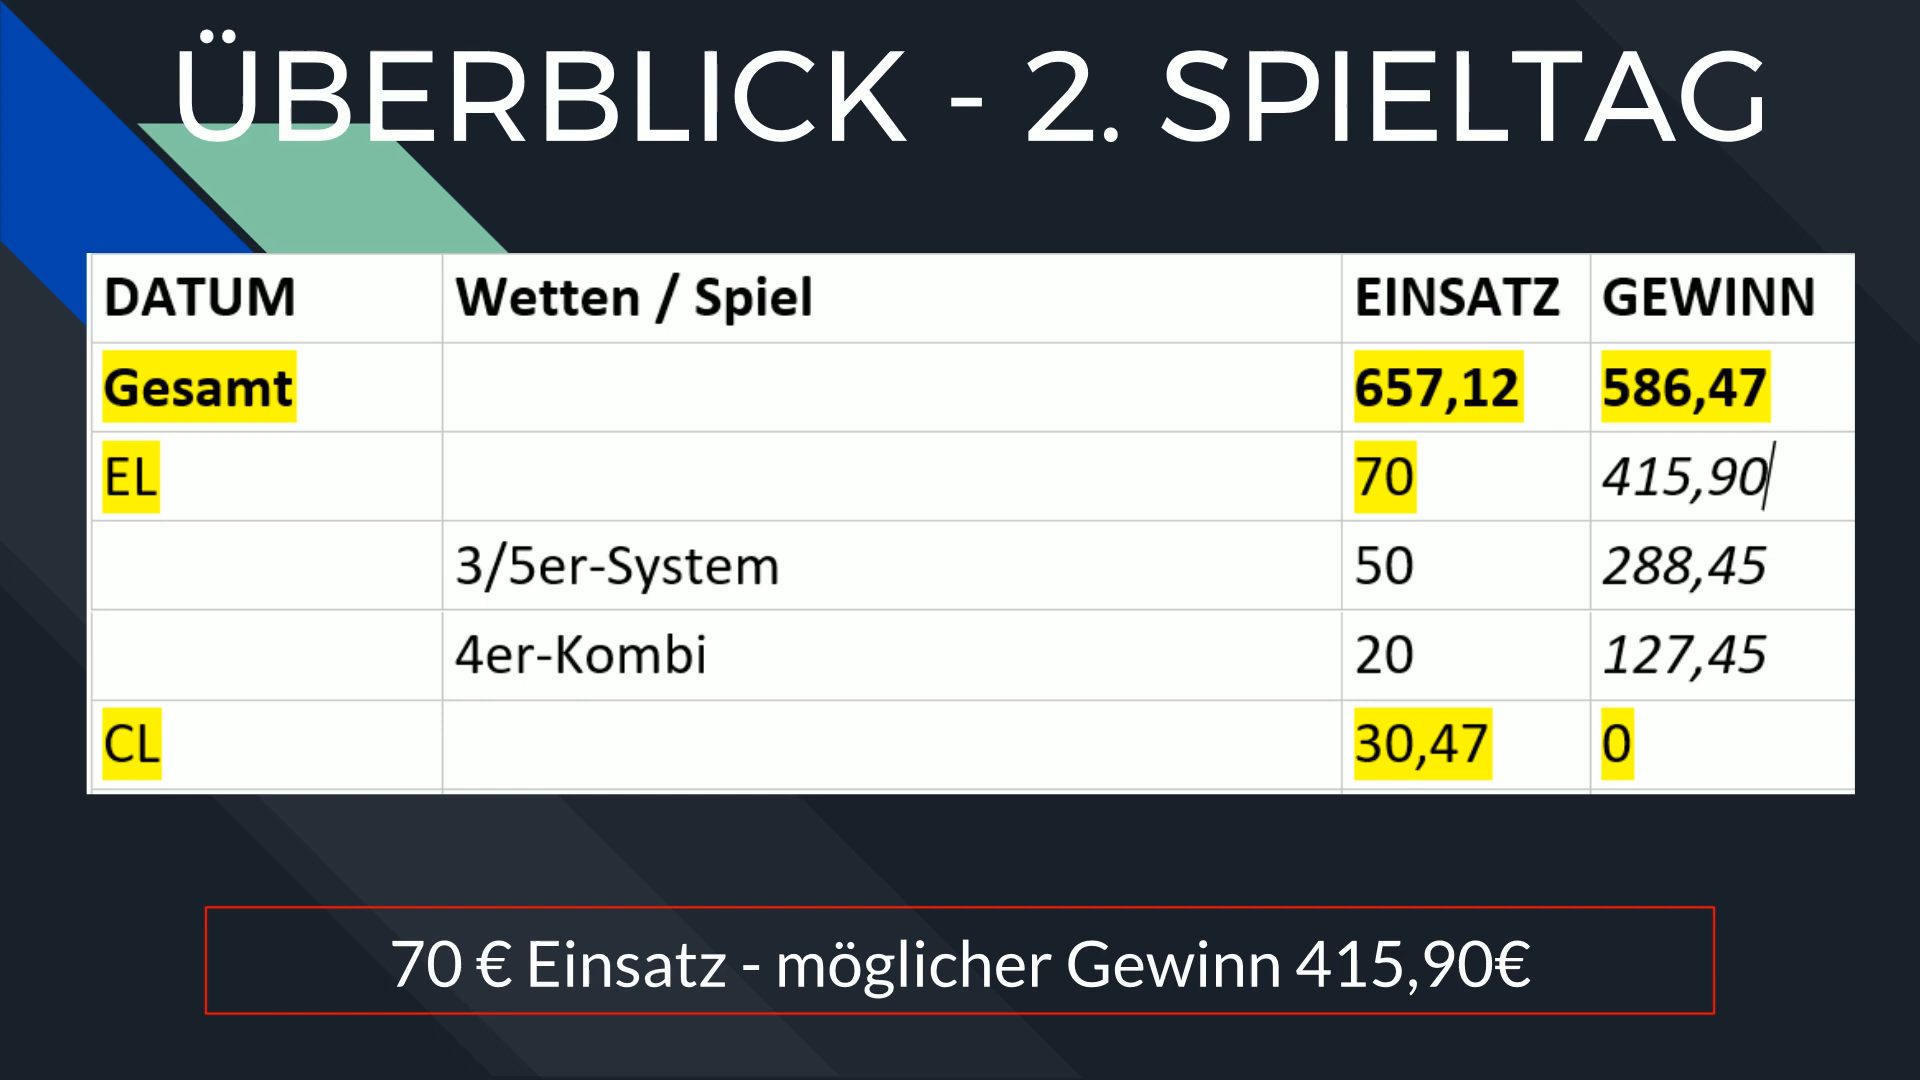 ÜBERBLICK - 2. SPIELTAG
DATUM Wetten / Spiel EINSATZ GEWINN
Gesamt 657,12 586,47
EL 70 415,90
3/5er-System 50 288,45
4er-Kombi 20 127,45
CL 30,47 0
70 € Einsatz - möglicher Gewinn 415,90€